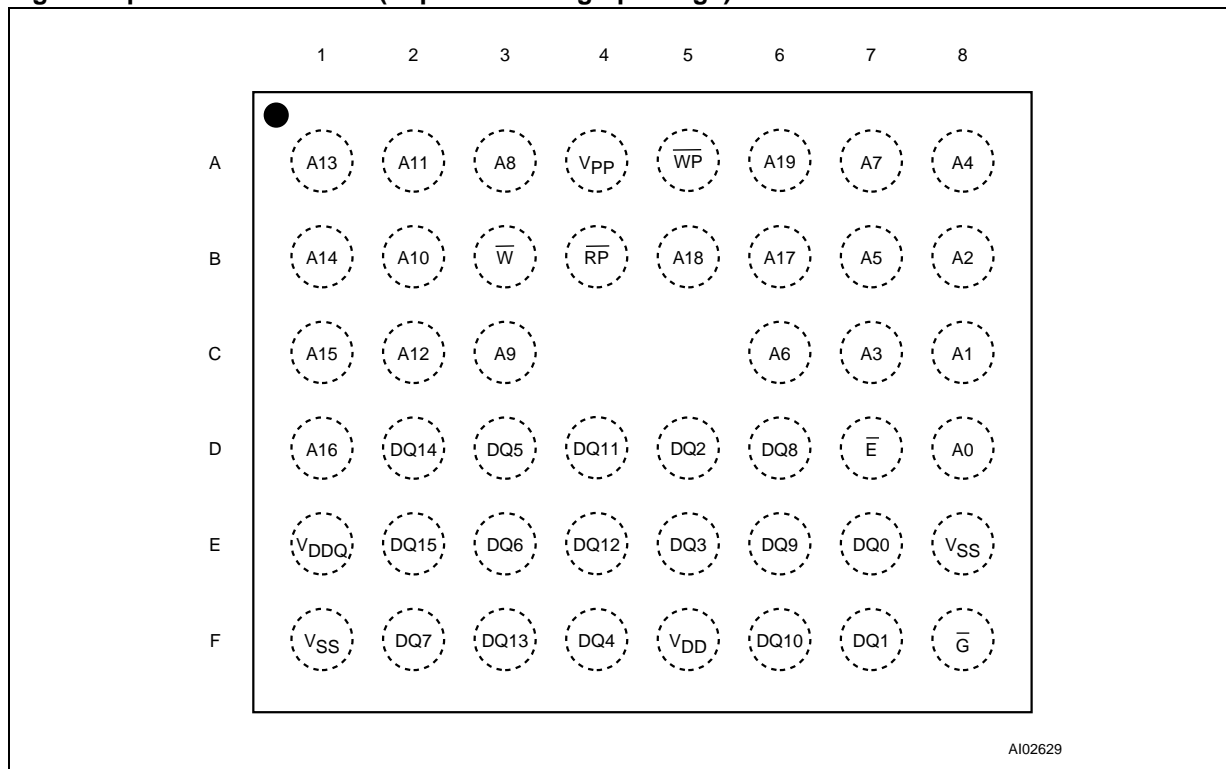 1 2 3 4 5 6 7 8
A A13 A11 A8 VPP W̅P̅ A19 A7 A4
B A14 A10 W̅ R̅P̅ A18 A17 A5 A2
C A15 A12 A9 A6 A3 A1
D A16 DQ14 DQ5 DQ11 DQ2 DQ8 E̅ A0
E VDDQ DQ15 DQ6 DQ12 DQ3 DQ9 DQ0 VSS
F VSS DQ7 DQ13 DQ4 VDD DQ10 DQ1 G̅
AI02629